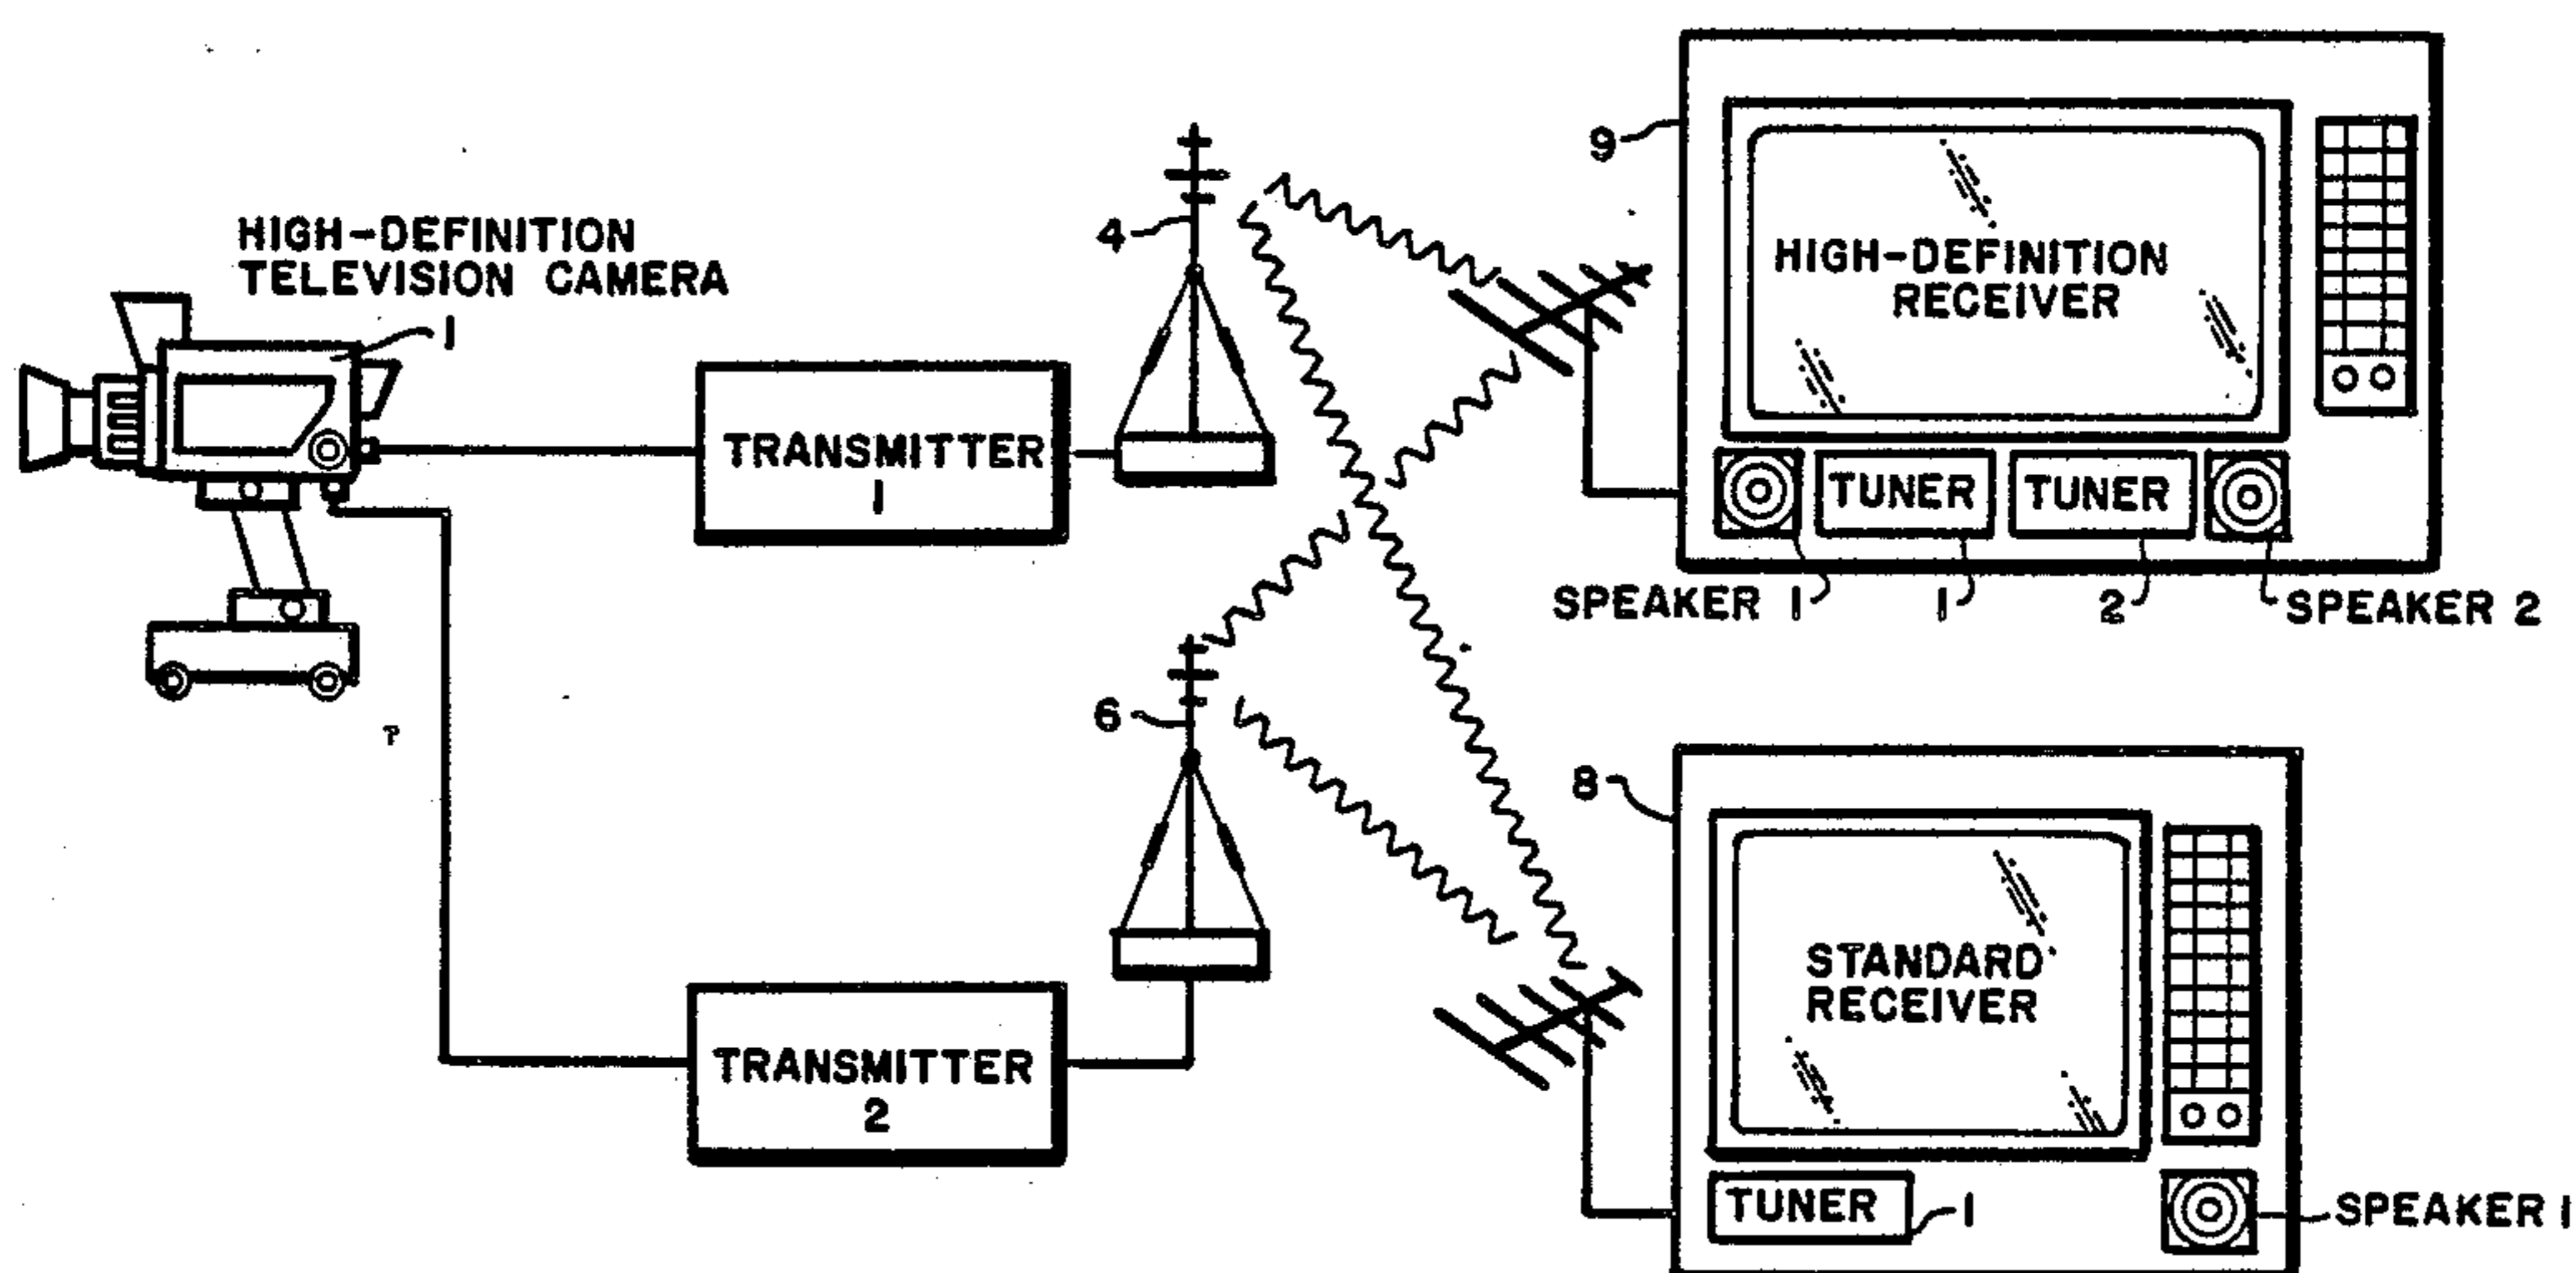 HIGH-DEFINITION
TELEVISION CAMERA
1
TRANSMITTER
1
4
9
HIGH-DEFINITION
RECEIVER
TUNER
TUNER
SPEAKER 1
1
2
SPEAKER 2
6
TRANSMITTER
2
8
STANDARD
RECEIVER
TUNER
1
SPEAKER 1